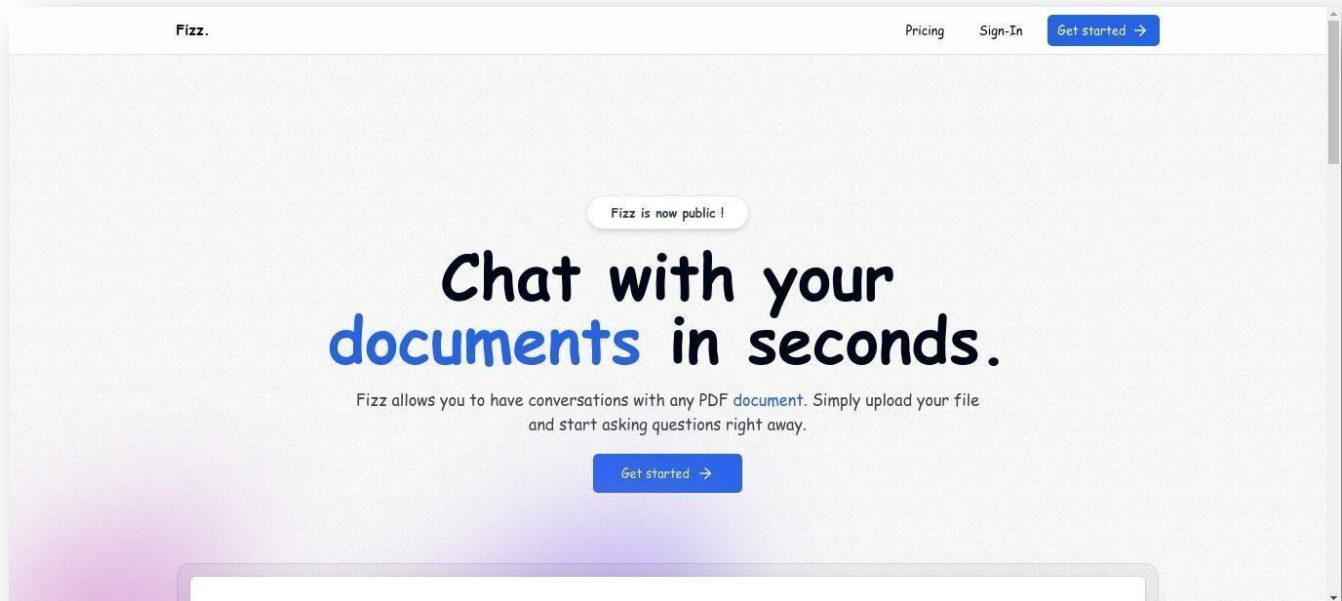 Fizz.
Pricing
Sign-In
Get started
Fizz is now public !
Chat with your
documents in seconds.
Fizz allows you to have conversations with any PDF document. Simply upload your file
and start asking questions right away.
Get started